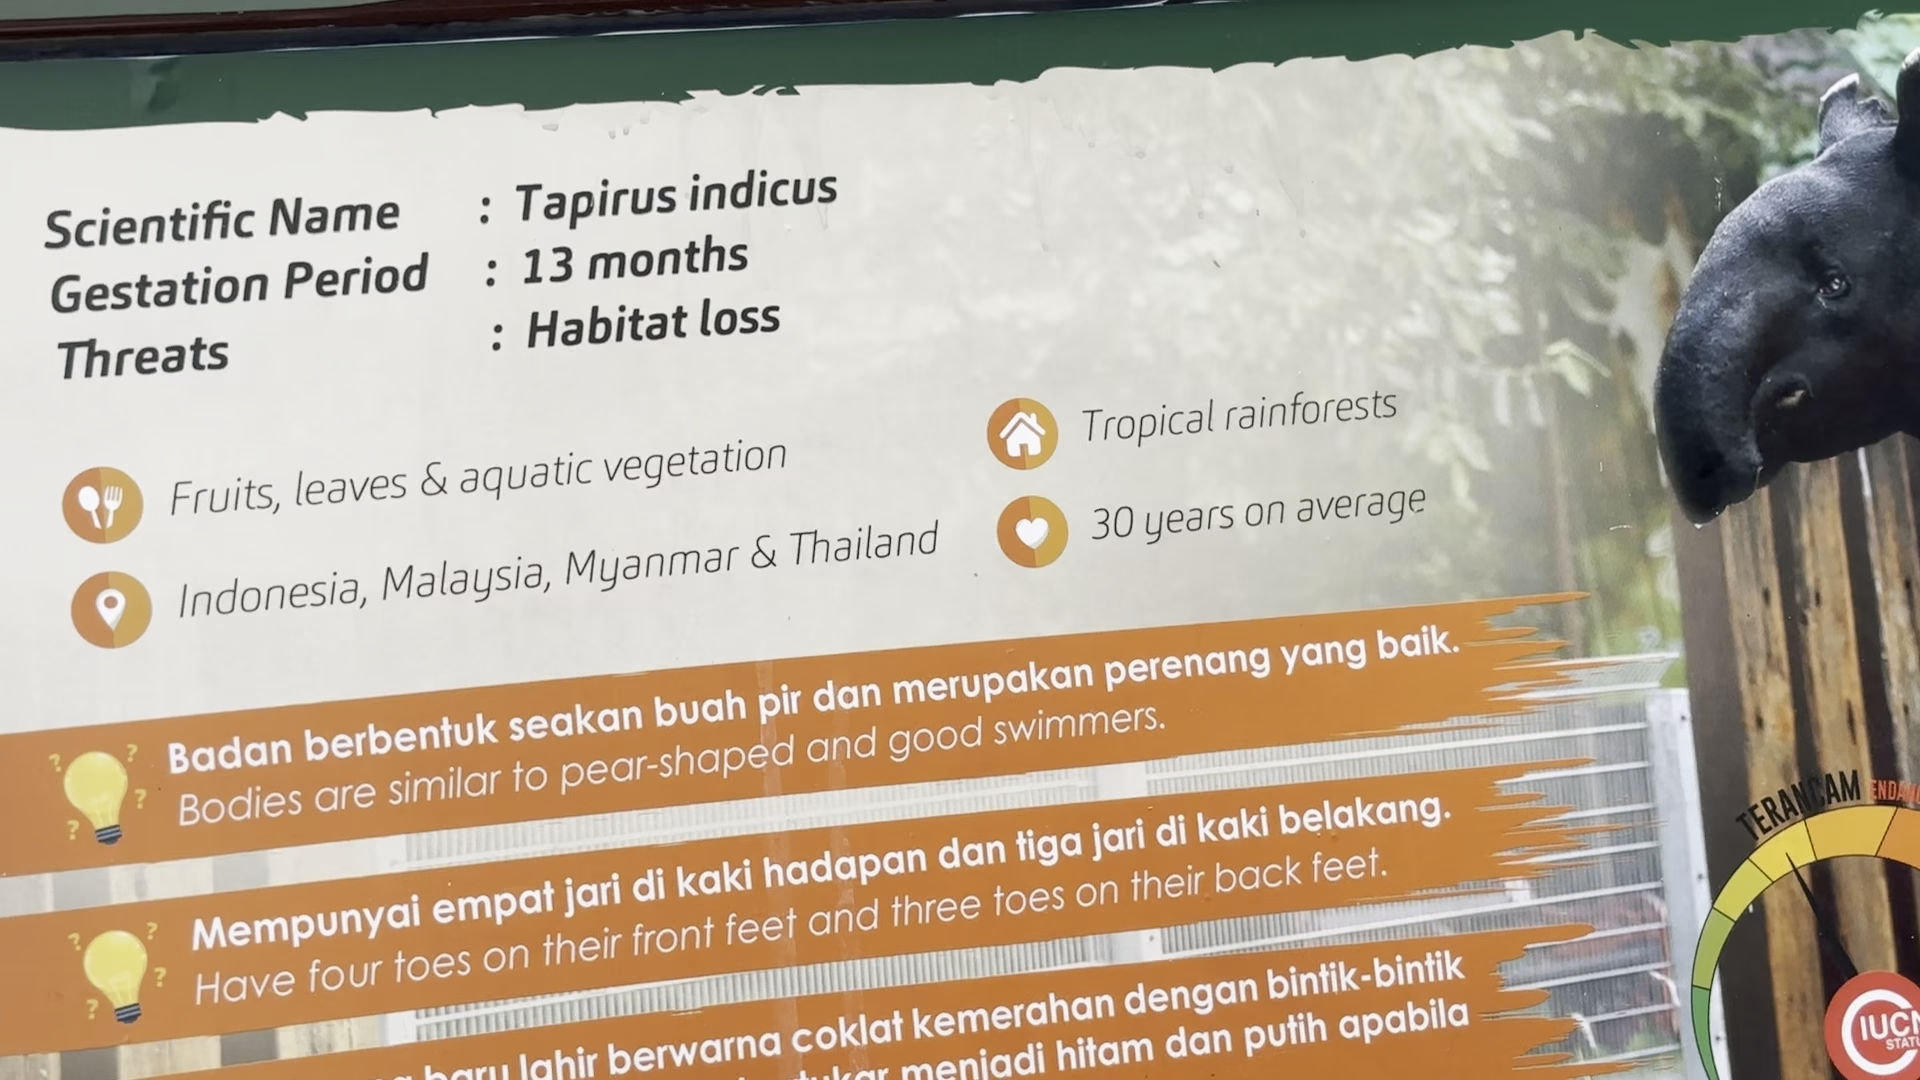 Scientific Name : Tapirus indicus
Gestation Period : 13 months
Threats : Habitat loss
Fruits, leaves & aquatic vegetation
Tropical rainforests
Indonesia, Malaysia, Myanmar & Thailand
30 years on average
Badan berbentuk seakan buah pir dan merupakan perenang yang baik.
Bodies are similar to pear-shaped and good swimmers.
Mempunyai empat jari di kaki hadapan dan tiga jari di kaki belakang.
Have four toes on their front feet and three toes on their back feet.
baru lahir berwarna coklat kemerahan dengan bintik-bintik
menjadi hitam dan putih apabila
TERANCAM
IUCN